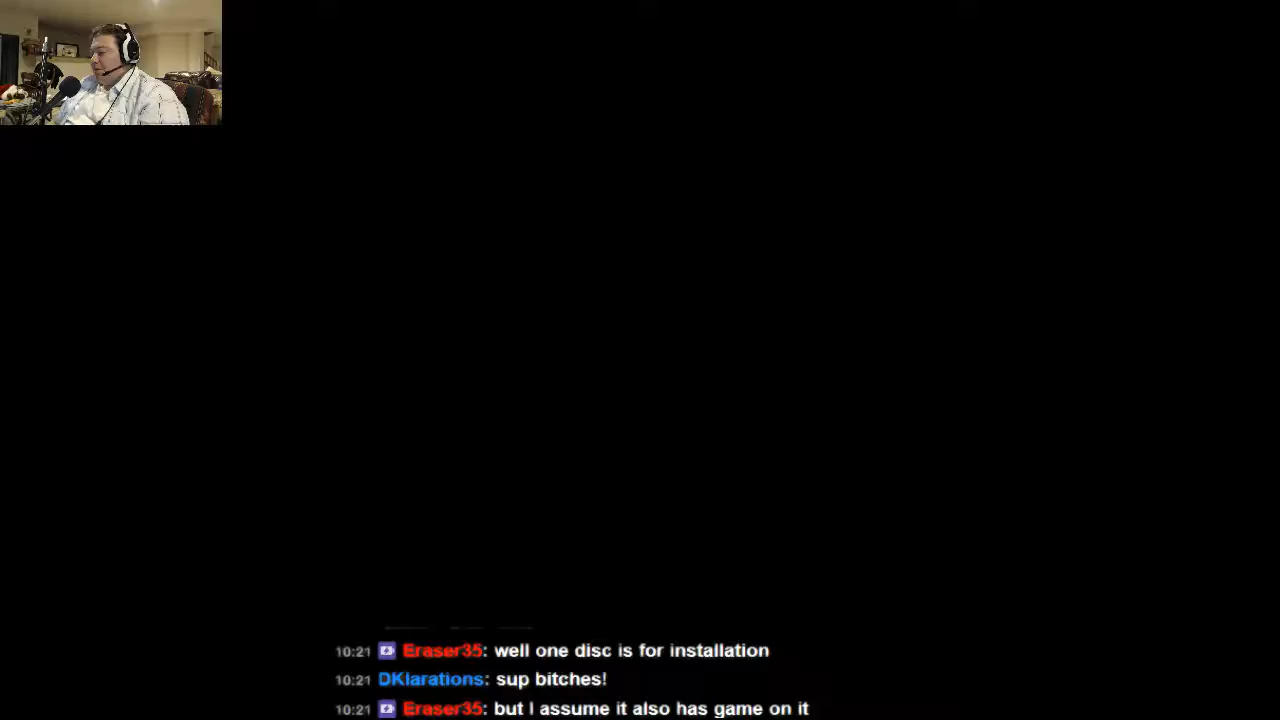 10:21 Eraser35: well one disc is for installation
10:21 DKlarations: sup bitches!
10:21 Eraser35: but I assume it also has game on it